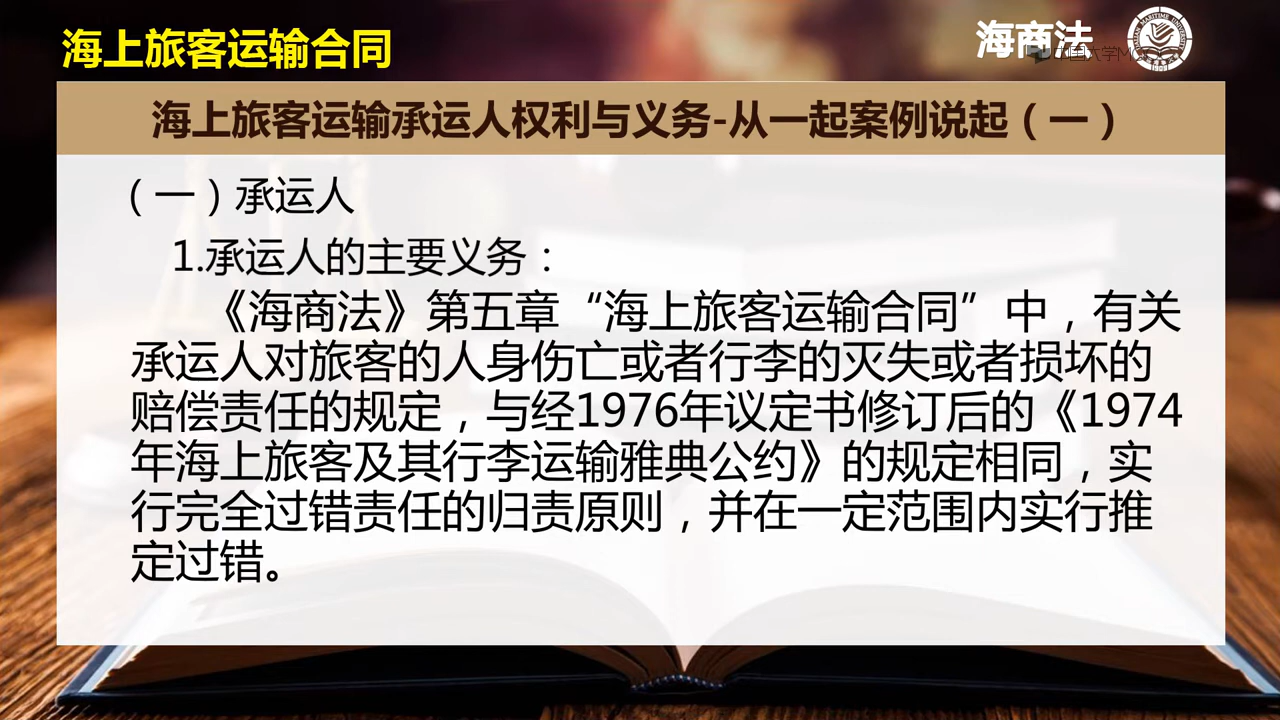 海上旅客运输合同
海商法
中国大学MOOC
海上旅客运输承运人权利与义务-从一起案例说起（一）
（一）承运人
1.承运人的主要义务：
《海商法》第五章“海上旅客运输合同”中，有关
承运人对旅客的人身伤亡或者行李的灭失或者损坏的
赔偿责任的规定，与经1976年议定书修订后的《1974
年海上旅客及其行李运输雅典公约》的规定相同，实
行完全过错责任的归责原则，并在一定范围内实行推
定过错。